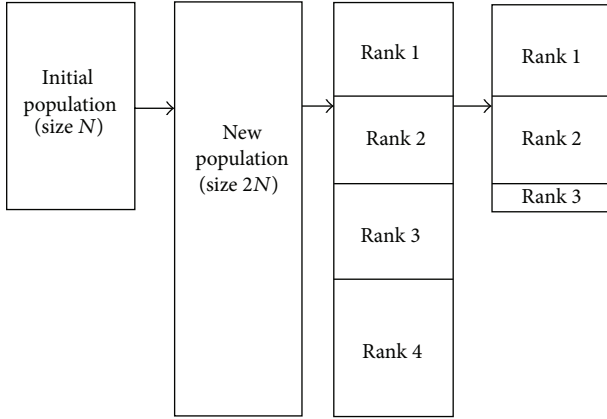 Initial
population
(size N)
New
population
(size 2N)
Rank 1
Rank 2
Rank 3
Rank 4
Rank 1
Rank 2
Rank 3